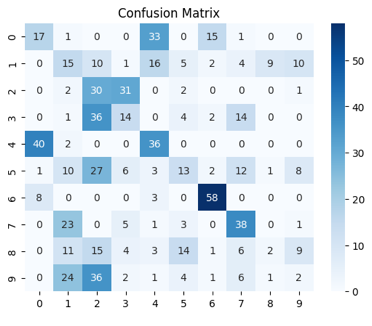 Confusion Matrix
0 17 1 0 0 33 0 15 1 0 0
1 0 15 10 1 16 5 2 4 9 10
2 0 2 30 31 0 2 0 0 0 1
3 0 1 36 14 0 4 2 14 0 0
4 40 2 0 0 36 0 0 0 0 0
5 1 10 27 6 3 13 2 12 1 8
6 8 0 0 0 3 0 58 0 0 0
7 0 23 0 5 1 3 0 38 0 1
8 0 11 15 4 3 14 1 6 2 9
9 0 24 36 2 1 4 1 6 1 2
0 1 2 3 4 5 6 7 8 9
50
40
30
20
10
0